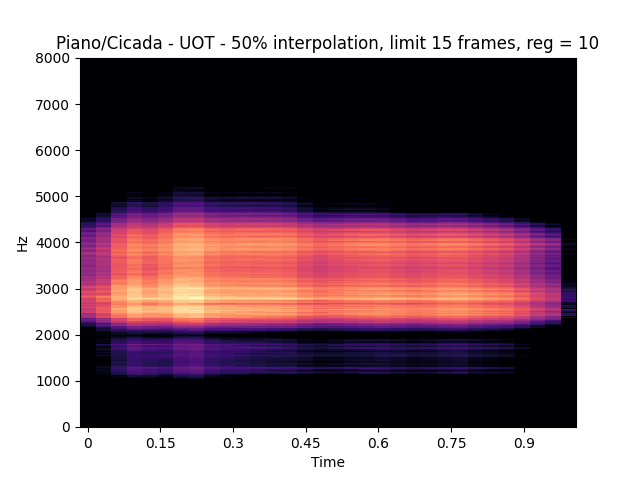 Piano/Cicada - UOT - 50% interpolation, limit 15 frames, reg = 10
8000
7000
6000
5000
4000
3000
2000
1000
0
Hz
0 0.15 0.3 0.45 0.6 0.75 0.9
Time